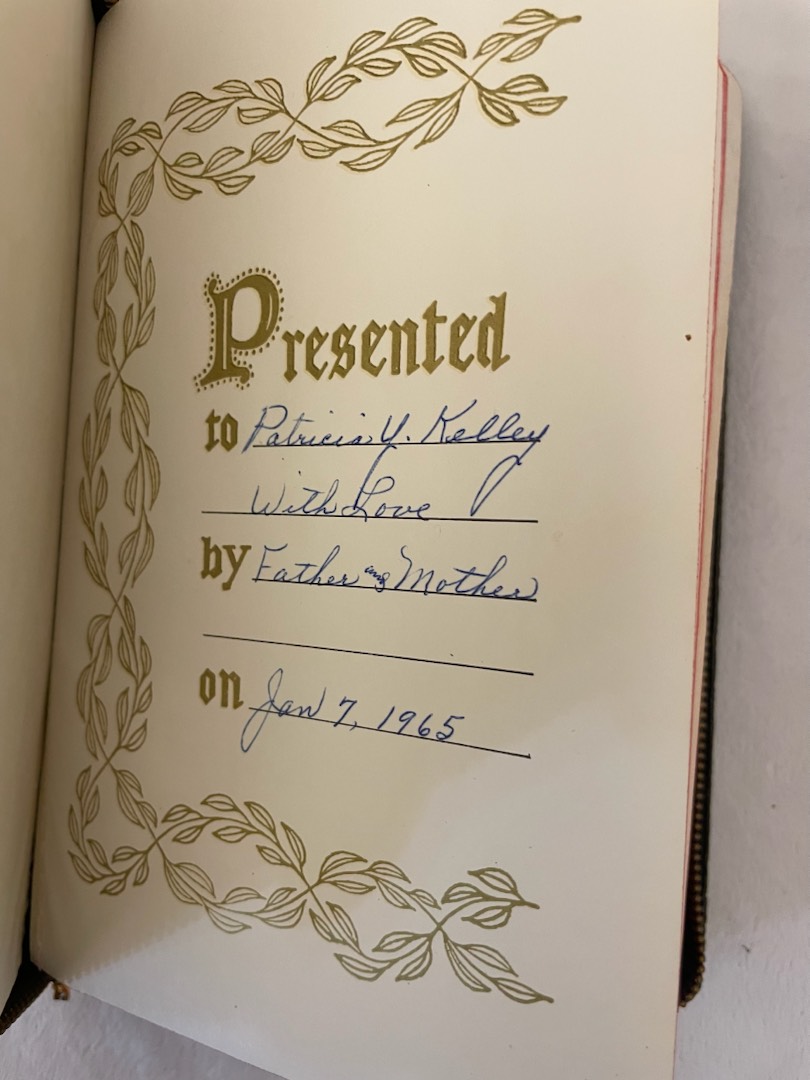 Presented
to Patricia Y. Kelley
With Love
by Father and Mother
on Jan 7, 1965